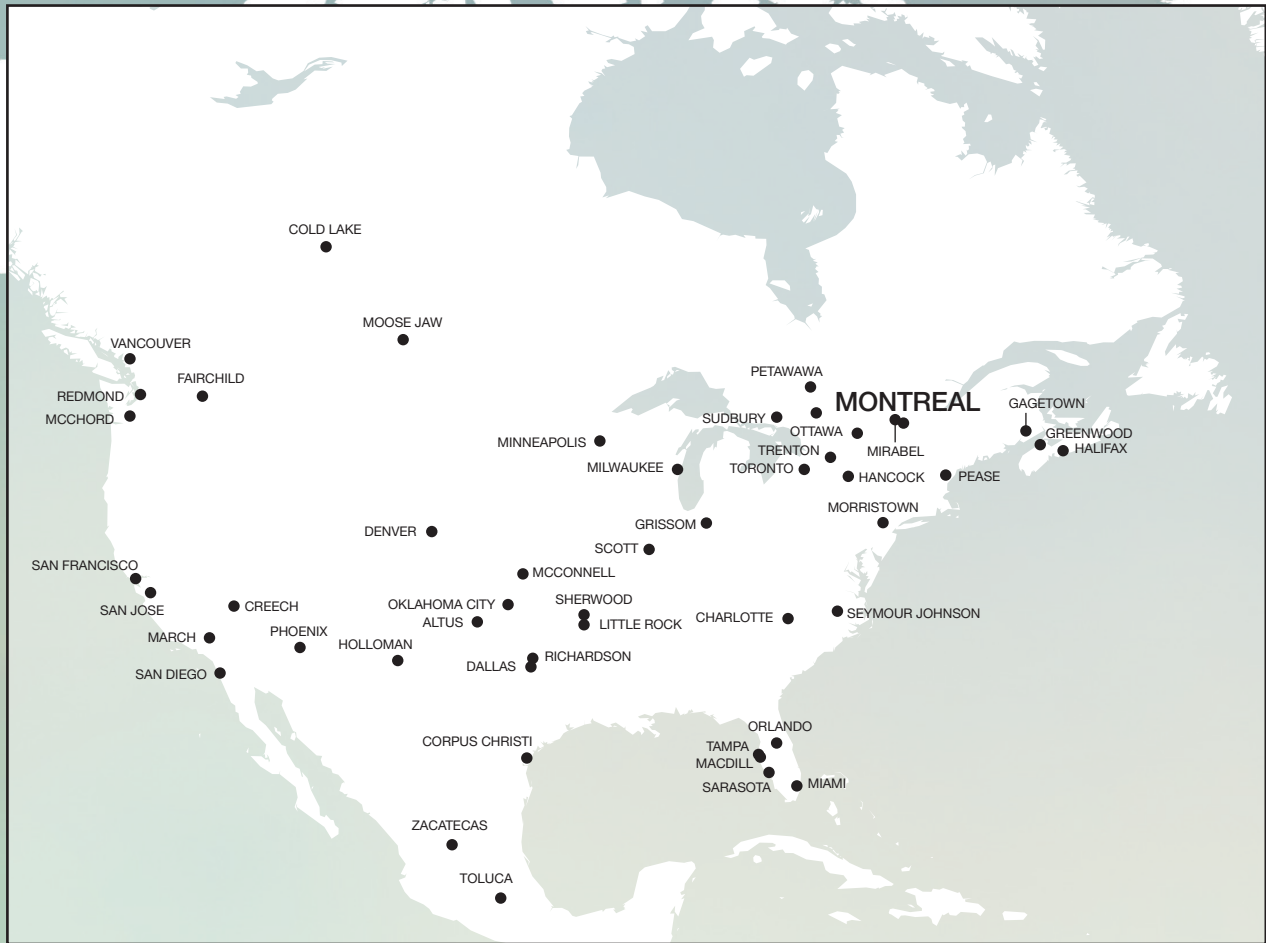 COLD LAKE
MOOSE JAW
VANCOUVER
PETAWAWA
FAIRCHILD
REDMOND
MONTREAL
GAGETOWN
MCCHORD
SUDBURY
OTTAWA
GREENWOOD
MINNEAPOLIS
HALIFAX
TRENTON
MIRABEL
MILWAUKEE
TORONTO
HANCOCK
PEASE
MORRISTOWN
GRISSOM
DENVER
SCOTT
SAN FRANCISCO
MCCONNELL
SHERWOOD
OKLAHOMA CITY
CREECH
SAN JOSE
SEYMOUR JOHNSON
CHARLOTTE
ALTUS
LITTLE ROCK
PHOENIX
MARCH
HOLLOMAN
RICHARDSON
DALLAS
SAN DIEGO
ORLANDO
CORPUS CHRISTI
TAMPA
MACDILL
MIAMI
SARASOTA
ZACATECAS
TOLUCA